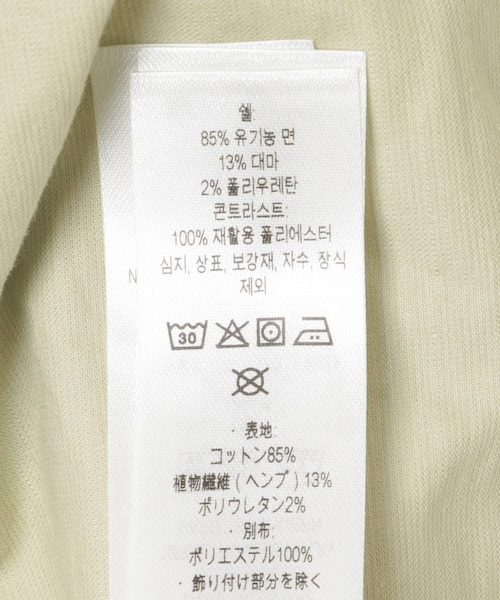 쉘:
85% 유기농 면
13% 대마
2% 폴리우레탄
콘트라스트:
100% 재활용 폴리에스터
심지, 상표, 보강재, 자수, 장식
제외
N
30
・表地:
コットン85%
植物繊維(ヘンプ)13%
ポリウレタン2%
・別布:
ポリエステル100%
・飾り付け部分を除く